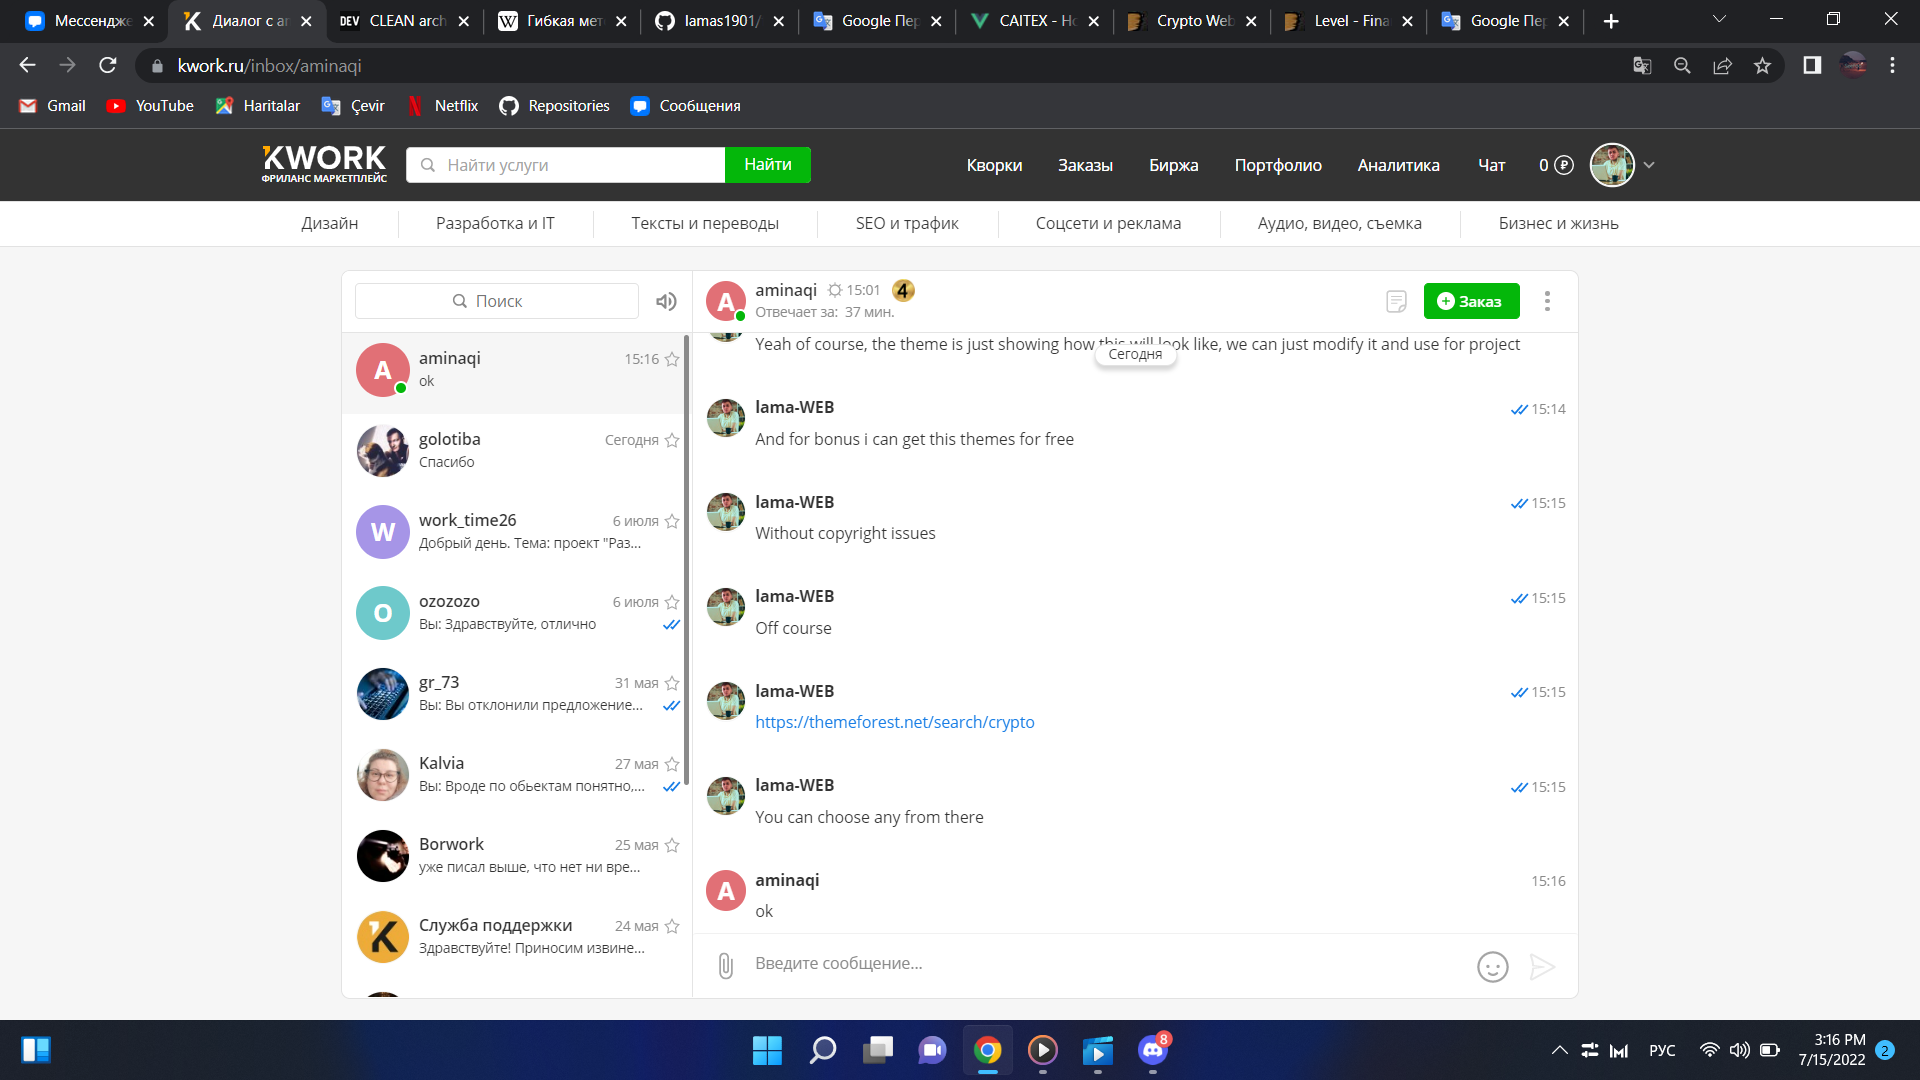 Мессендже
Диалог с ar
DEV CLEAN arch
W Гибкая мет
lamas1901/
Google Пер
CAITEX - Ho
Crypto Web
Level - Fina
Google Пер
kwork.ru/inbox/aminaqi
Gmail
YouTube
Haritalar
Çevir
Netflix
Repositories
Сообщения
KWORK
ФРИЛАНС МАРКЕТПЛЕЙС
Найти услуги
Найти
Кворки
Заказы
Биржа
Портфолио
Аналитика
Чат
0 ₽
Дизайн
Разработка и IT
Тексты и переводы
SEO и трафик
Соцсети и реклама
Аудио, видео, съемка
Бизнес и жизнь
Поиск
A
aminaqi 15:16
ok
golotiba Сегодня
Спасибо
W
work_time26 6 июля
Добрый день. Тема: проект "Раз...
O
ozozozo 6 июля
Вы: Здравствуйте, отлично
gr_73 31 мая
Вы: Вы отклонили предложение...
Kalvia 27 мая
Вы: Вроде по обьектам понятно,...
Borwork 25 мая
уже писал выше, что нет ни вре...
K
Служба поддержки 24 мая
Здравствуйте! Приносим извине...
A
aminaqi 15:01 4
Отвечает за: 37 мин.
Заказ
Yeah of course, the theme is just showing how this will look like, we can just modify it and use for project
Сегодня
lama-WEB 15:14
And for bonus i can get this themes for free
lama-WEB 15:15
Without copyright issues
lama-WEB 15:15
Off course
lama-WEB 15:15
https://themeforest.net/search/crypto
lama-WEB 15:15
You can choose any from there
A
aminaqi 15:16
ok
Введите сообщение...
8
РУС
3:16 PM
7/15/2022
2